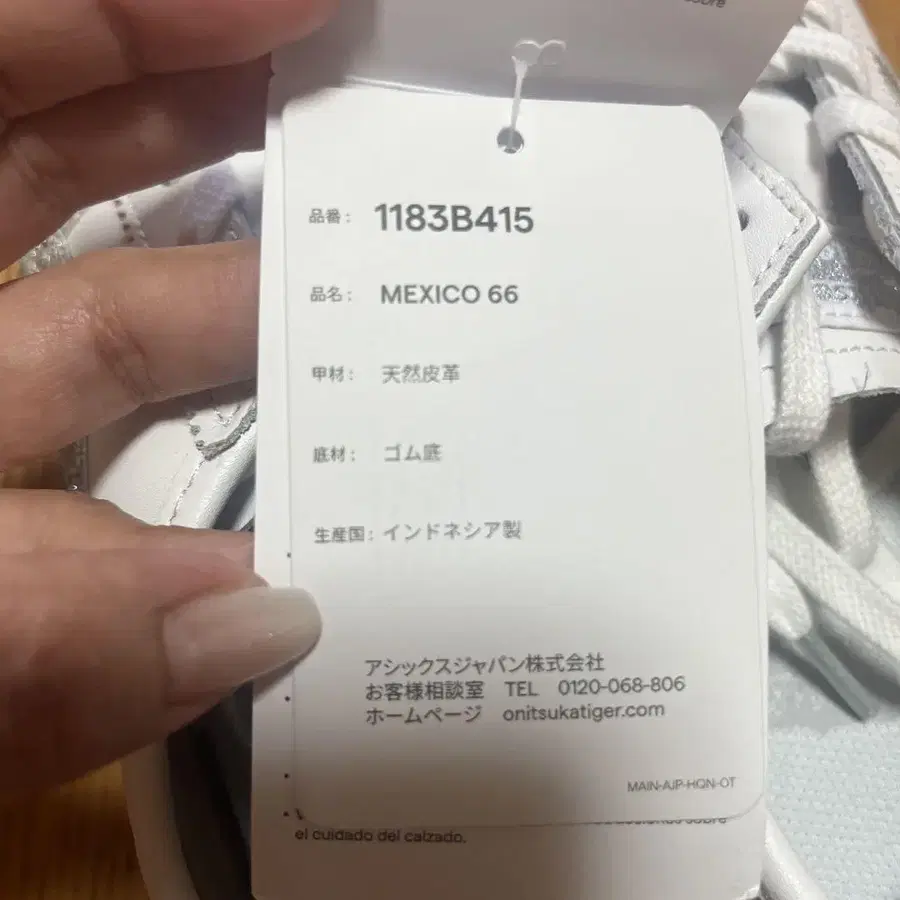 品番： 1183B415
品名： MEXICO 66
甲材： 天然皮革
底材： ゴム底
生産国： インドネシア製
アシックスジャパン株式会社
お客様相談室 TEL 0120-068-806
ホームページ onitsukatiger.com
MAIN-AJP-HQN-OT
sobre
el cuidado del calzado.